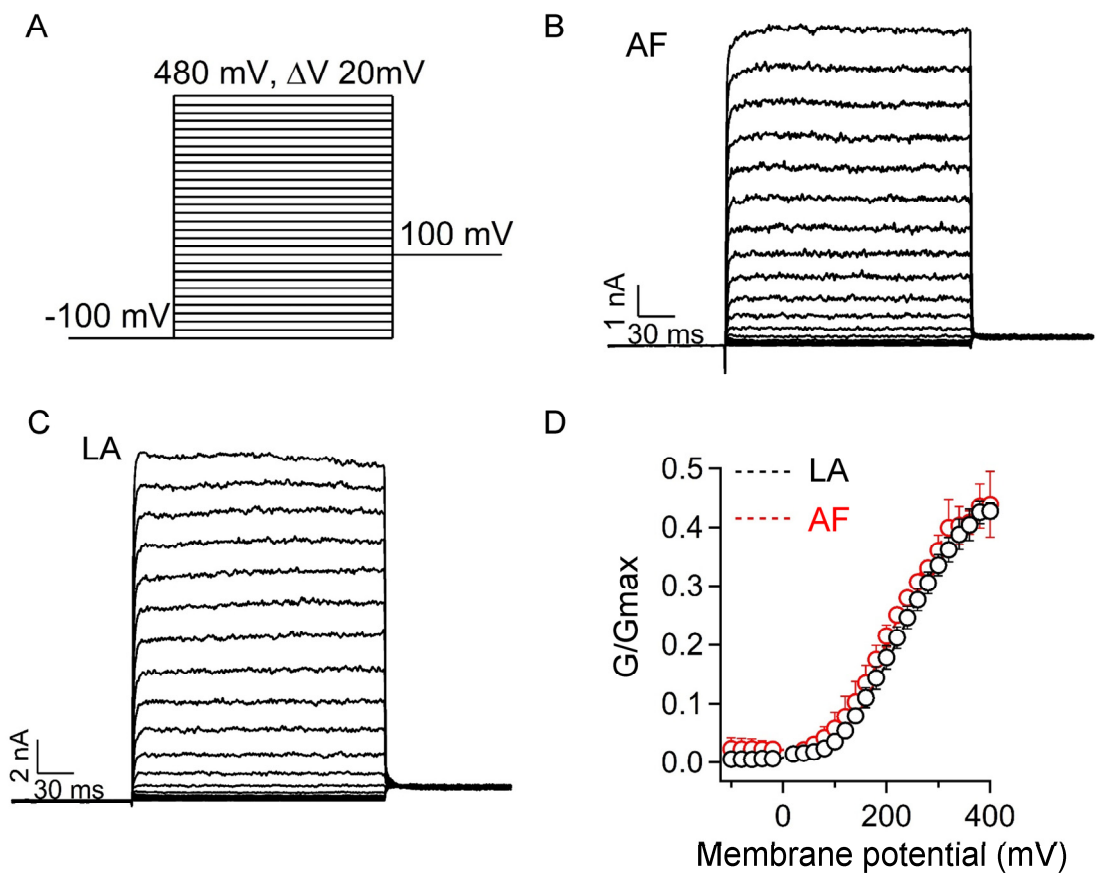 A
480 mV, ΔV 20mV
100 mV
-100 mV
B
AF
1 nA
30 ms
C
LA
2 nA
30 ms
D
LA
AF
0.5
0.4
0.3
0.2
0.1
0.0
G/Gmax
0 200 400
Membrane potential (mV)